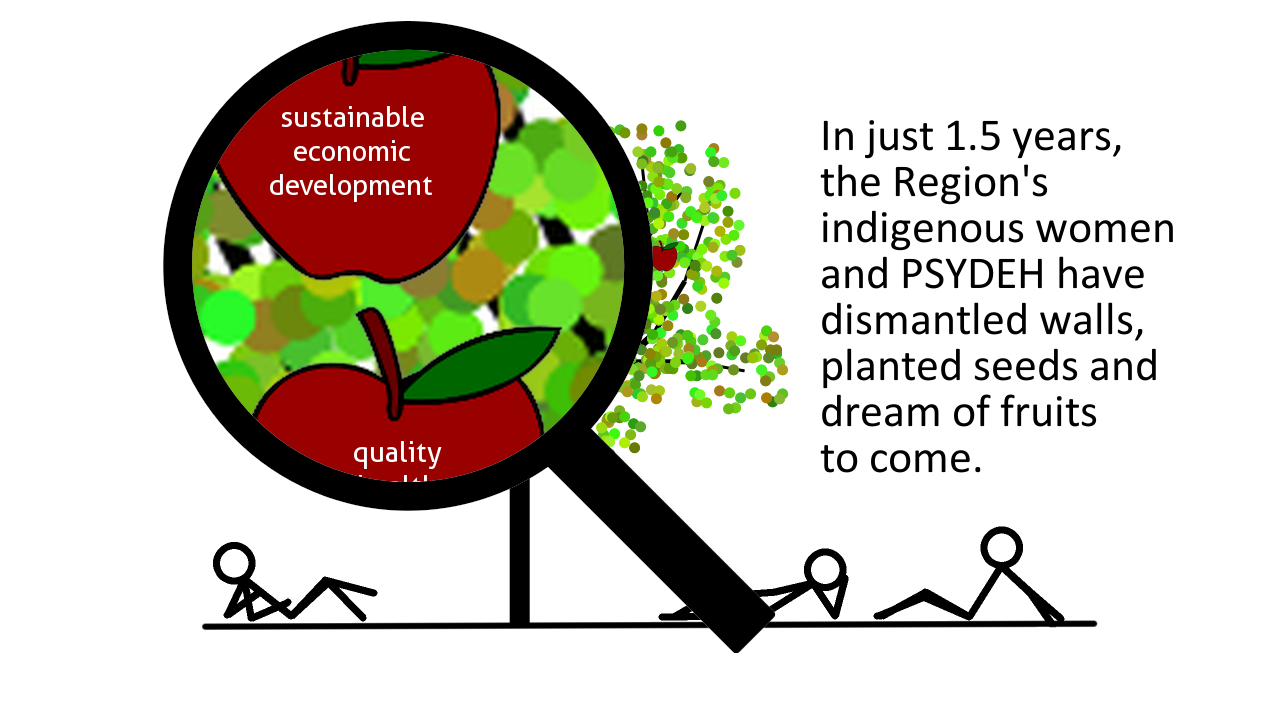 sustainable
economic
development
quality
In just 1.5 years,
the Region's
indigenous women
and PSYDEH have
dismantled walls,
planted seeds and
dream of fruits
to come.